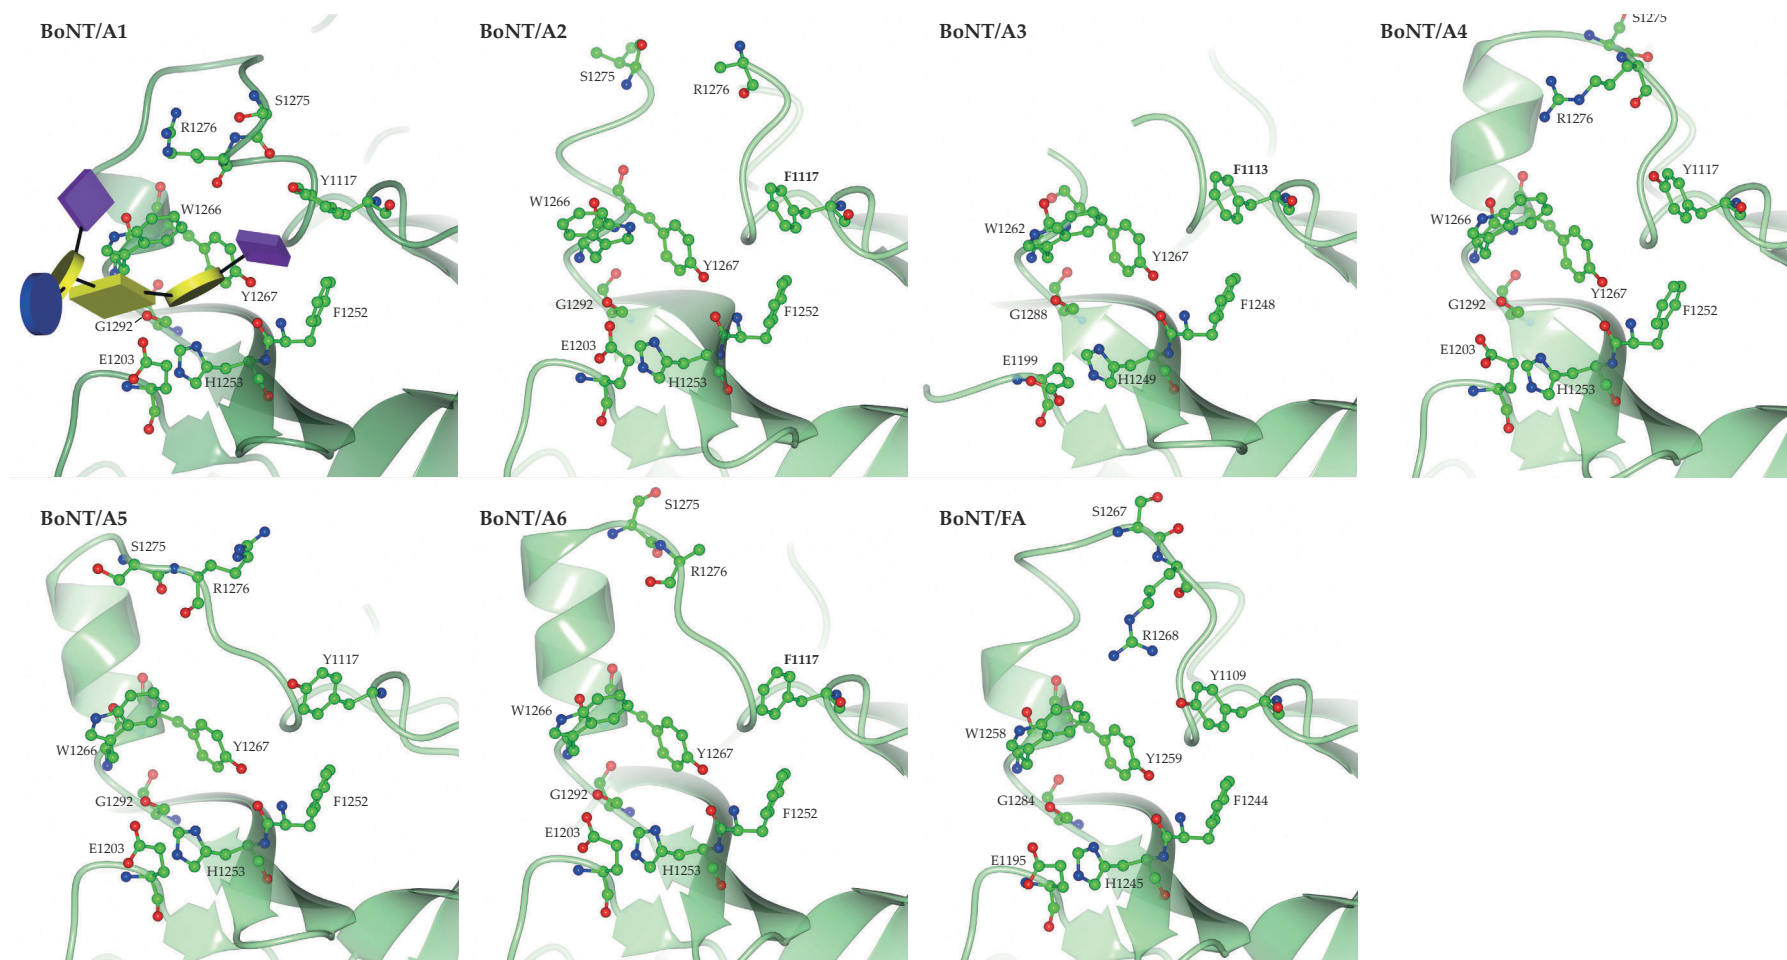 BoNT/A1
S1275
R1276
Y1117
W1266
Y1267
F1252
G1292
E1203
H1253
BoNT/A2
S1275
R1276
F1117
W1266
Y1267
G1292
F1252
E1203
H1253
BoNT/A3
F1113
W1262
Y1267
F1248
G1288
E1199
H1249
BoNT/A4
S1275
R1276
Y1117
W1266
Y1267
G1292
F1252
E1203
H1253
BoNT/A5
S1275
R1276
Y1117
W1266
Y1267
G1292
F1252
E1203
H1253
BoNT/A6
S1275
R1276
F1117
W1266
Y1267
G1292
F1252
E1203
H1253
BoNT/FA
S1267
R1268
Y1109
W1258
Y1259
G1284
F1244
E1195
H1245